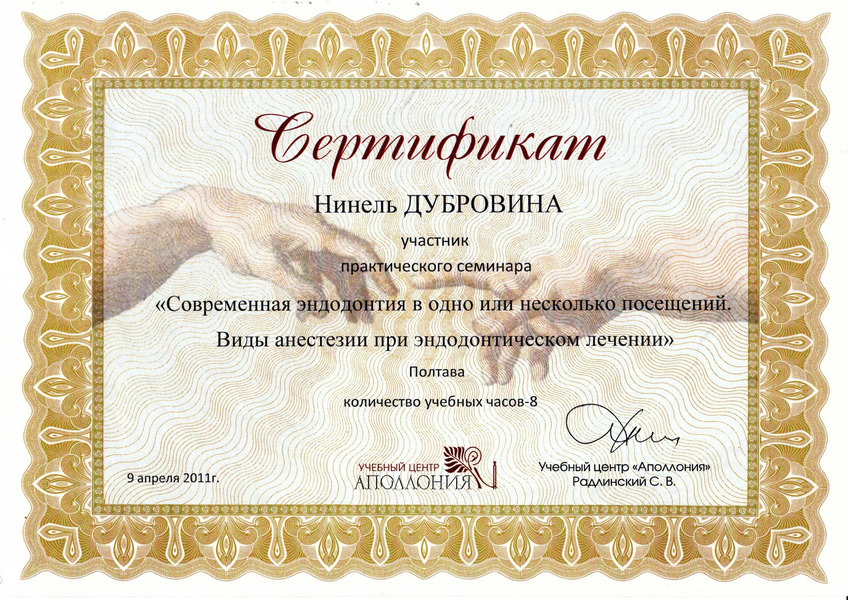 Сертификат
Нинель ДУБРОВИНА
участник
практического семинара
«Современная эндодонтия в одно или несколько посещений.
Виды анестезии при эндодонтическом лечении»
Полтава
количество учебных часов-8
9 апреля 2011г.
УЧЕБНЫЙ ЦЕНТР
АПОЛЛОНИЯ
Учебный центр «Аполлония»
Радлинский С. В.